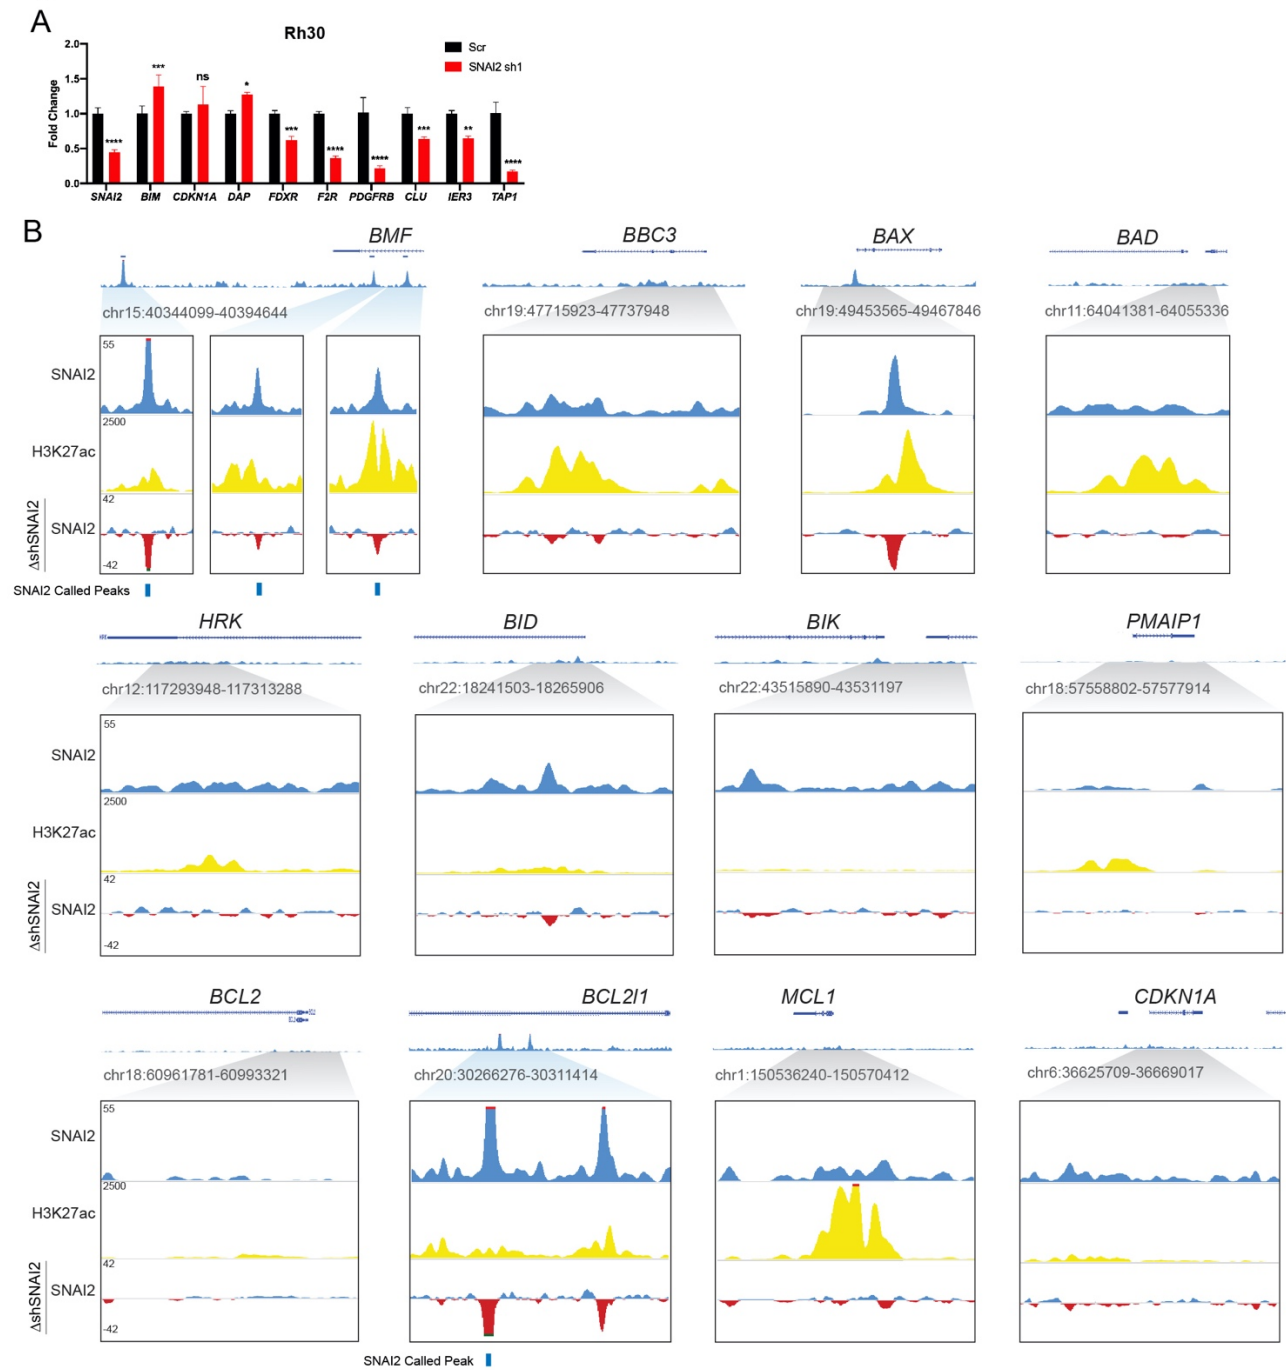 A
Rh30
Scr
SNAI2 sh1
Fold Change
2.0
1.5
1.0
0.5
0.0
**** *** ns * *** **** **** *** ** ****
SNAI2 BIM CDKN1A DAP FDXR F2R PDGFRB CLU IER3 TAP1
B
BMF BBC3 BAX BAD
chr15:40344099-40394644 chr19:47715923-47737948 chr19:49453565-49467846 chr11:64041381-64055336
55
SNAI2
2500
H3K27ac
42
ΔshSNAI2 SNAI2
-42
SNAI2 Called Peaks
HRK BID BIK PMAIP1
chr12:117293948-117313288 chr22:18241503-18265906 chr22:43515890-43531197 chr18:57558802-57577914
55
SNAI2
2500
H3K27ac
42
ΔshSNAI2 SNAI2
-42
BCL2 BCL2l1 MCL1 CDKN1A
chr18:60961781-60993321 chr20:30266276-30311414 chr1:150536240-150570412 chr6:36625709-36669017
55
SNAI2
2500
H3K27ac
42
ΔshSNAI2 SNAI2
-42
SNAI2 Called Peak